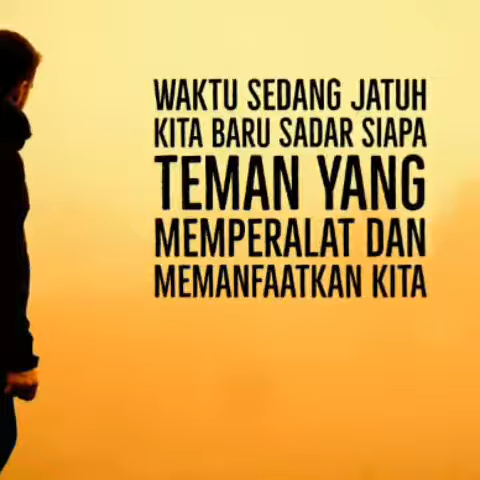 WAKTU SEDANG JATUH
KITA BARU SADAR SIAPA
TEMAN YANG
MEMPERALAT DAN
MEMANFAATKAN KITA